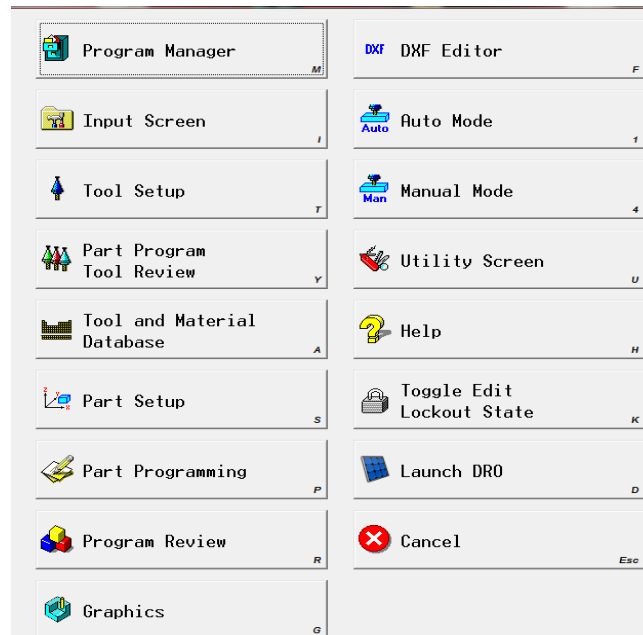 Program Manager
M
Input Screen
I
Tool Setup
T
Part Program
Tool Review
Y
Tool and Material
Database
A
Part Setup
S
Part Programming
P
Program Review
R
Graphics
G
DXF DXF Editor
F
Auto Auto Mode
1
Man Manual Mode
4
Utility Screen
U
Help
H
Toggle Edit
Lockout State
K
Launch DRO
D
Cancel
Esc